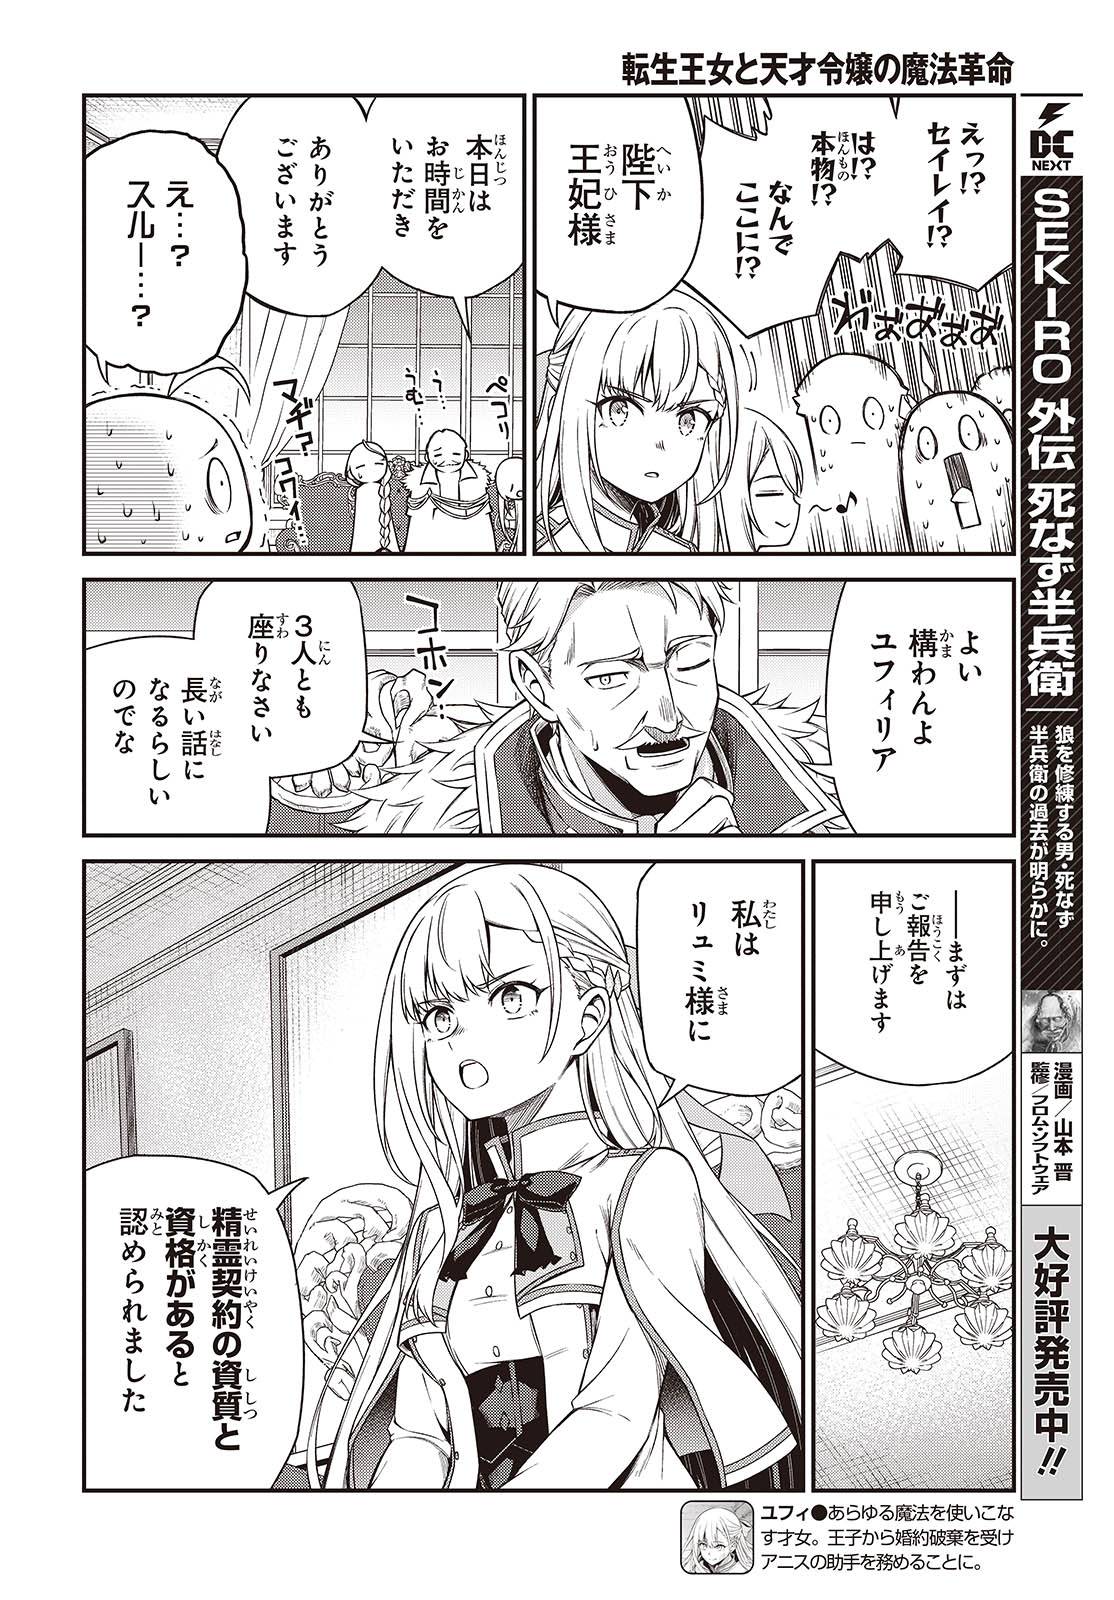 転生王女と天才令嬢の魔法革命
えっ!?
セイレイ!?
は!?
本物!?
なんで
ここに!?
わぁぁぁぁ
陛下
王妃様
本日は
お時間を
いただき
ありがとう
ございます
ペコリ
うむ…う…
マギ?コワイ…
え…?
スルー…?
よい
構わんよ
ユフィリア
コホン…
3人とも
座りなさい
長い話に
なるらしい
のでな
──まずは
ご報告を
申し上げます
私は
リュミ様に
精霊契約の資質と
資格があると
認められました
ユフィ●あらゆる魔法を使いこな
す才女。王子から婚約破棄を受け
アニスの助手を務めることに。
DC
NEXT
SEKIRO 外伝 死なず半兵衛
狼を修練する男・死なず
半兵衛の過去が明らかに。
漫画/山本 晋
監修/フロム・ソフトウェア
大好評発売中!!